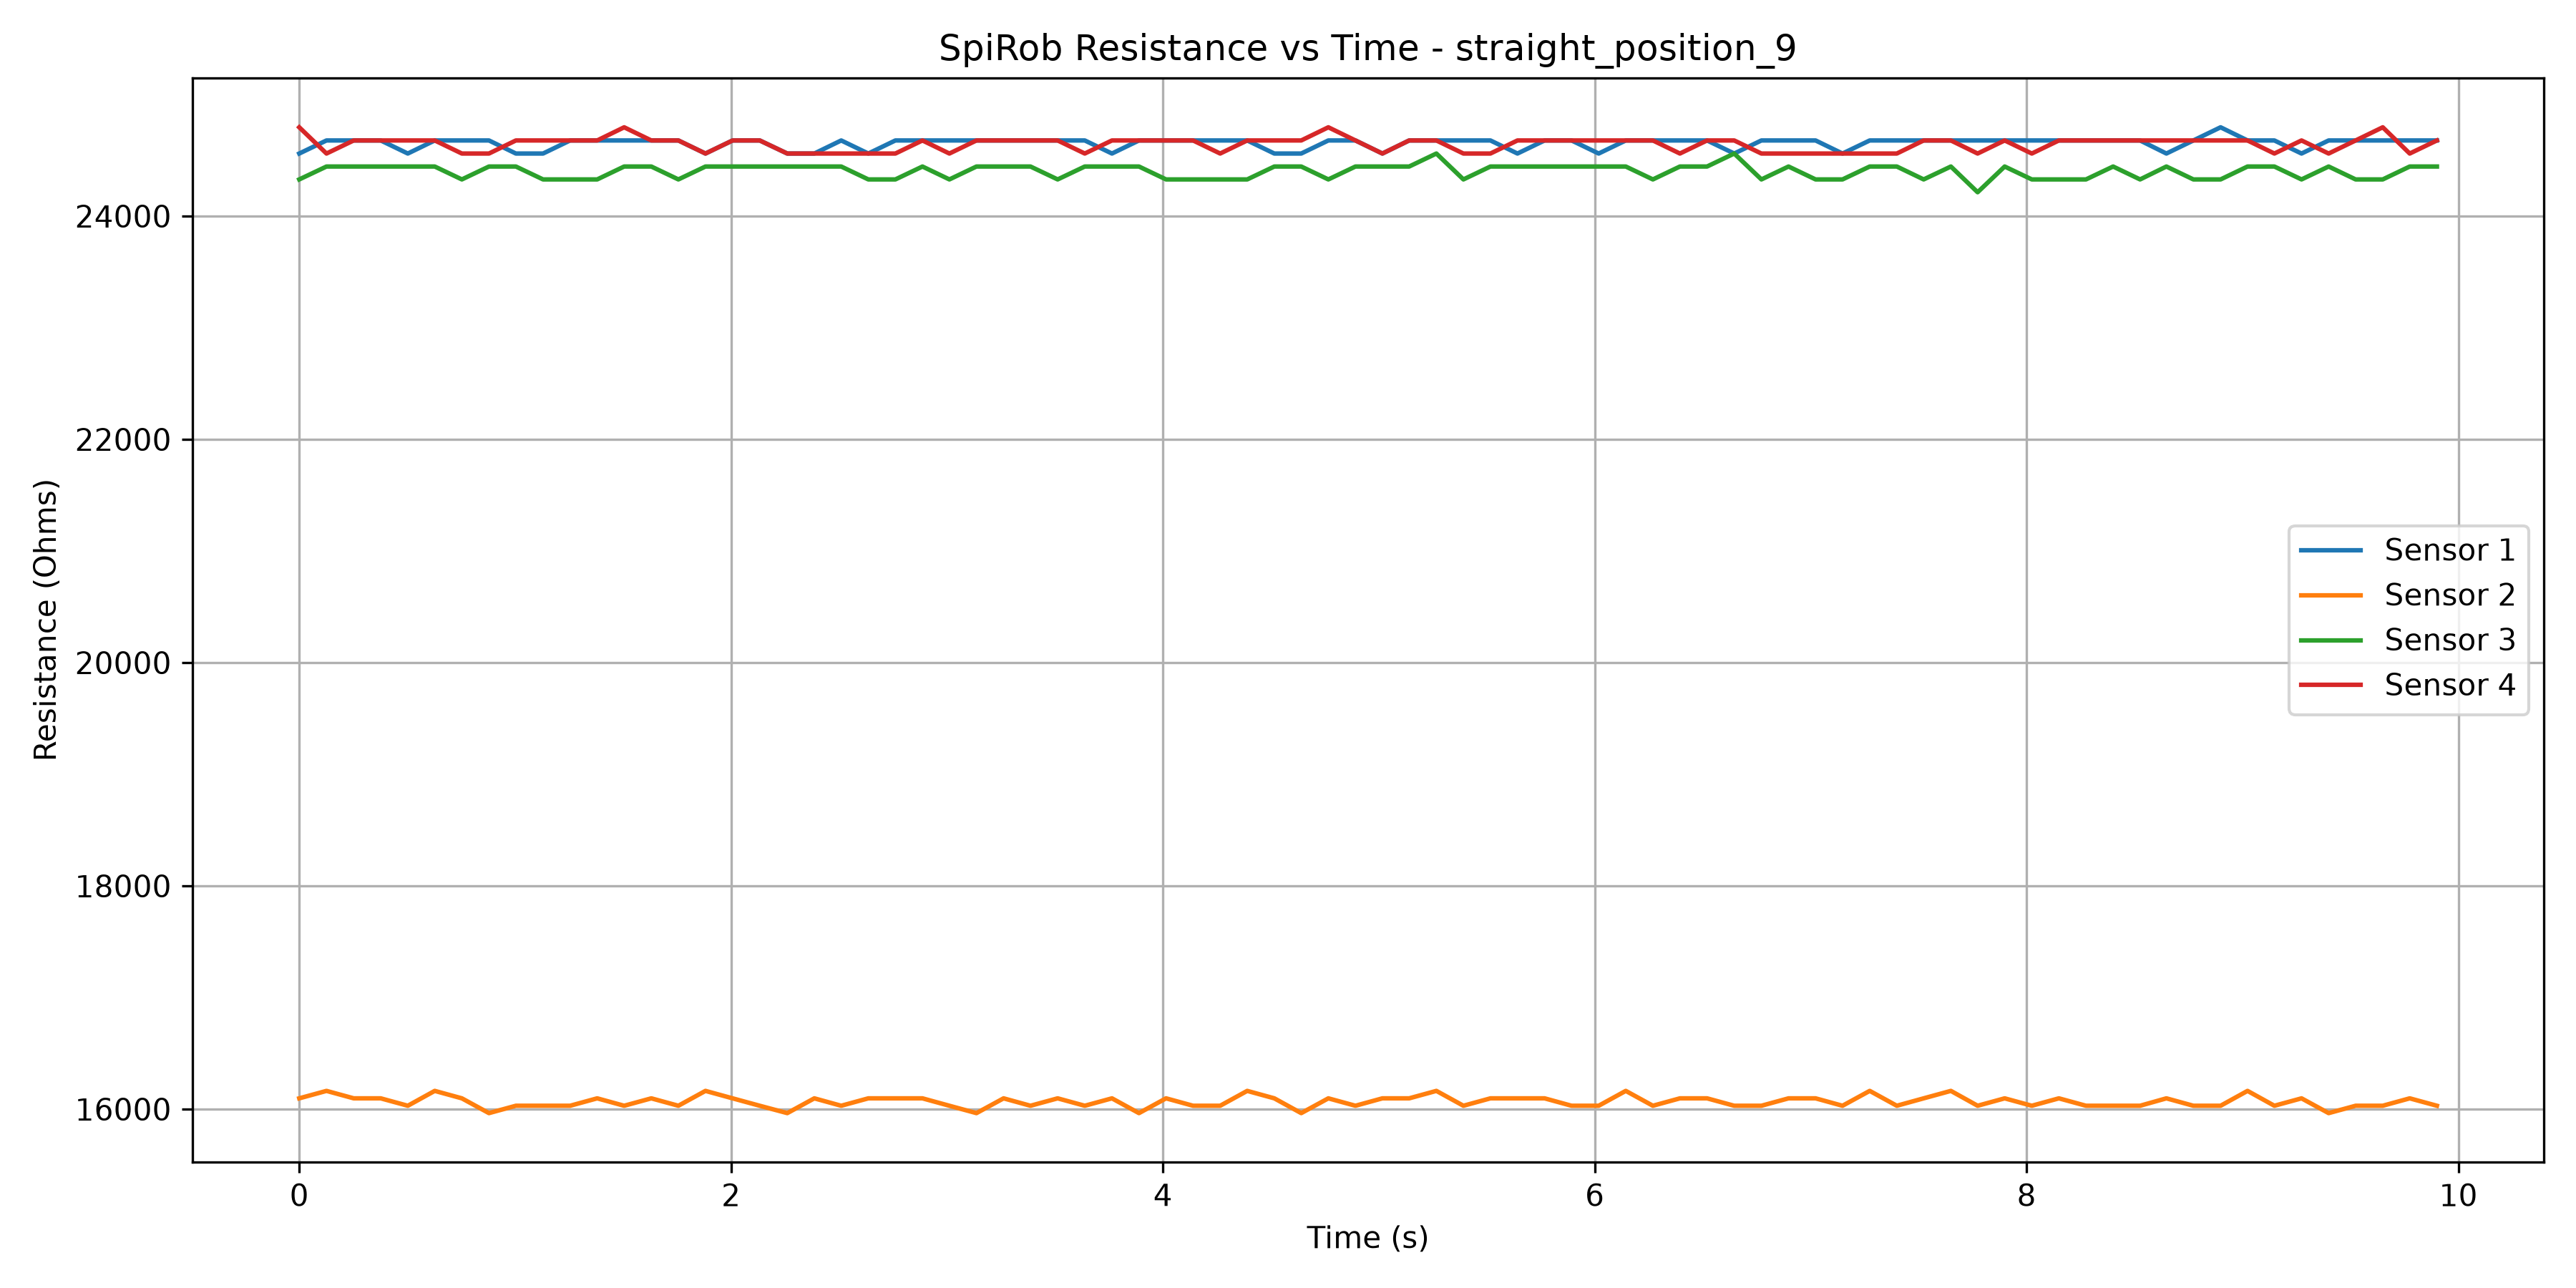 SpiRob Resistance vs Time - straight_position_9
Resistance (Ohms)
24000
22000
20000
18000
16000
Sensor 1
Sensor 2
Sensor 3
Sensor 4
0 2 4 6 8 10
Time (s)